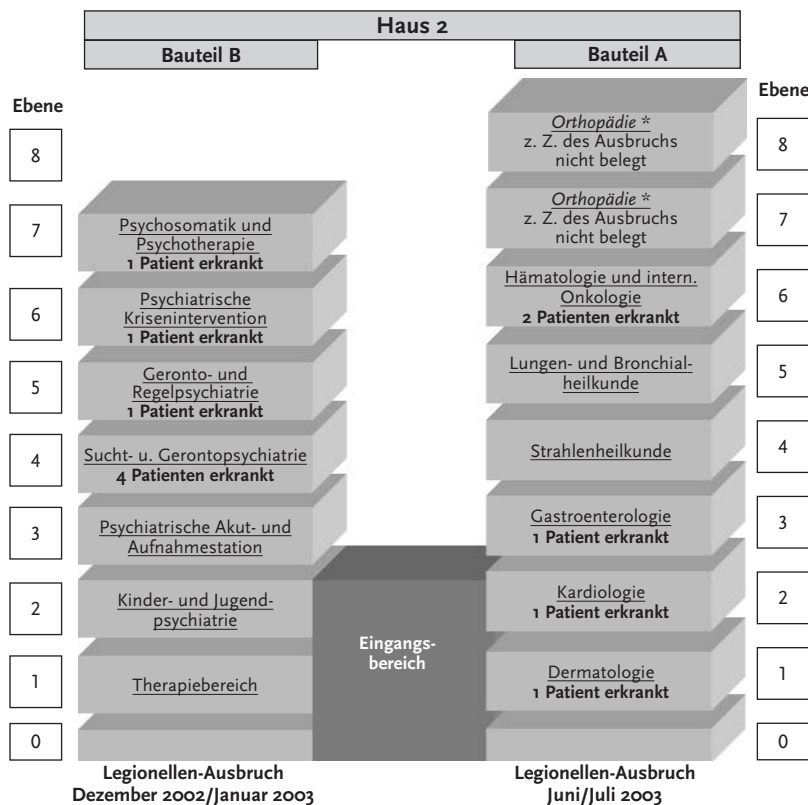 Haus 2
Bauteil B
Bauteil A
Ebene
8
7
6
5
4
3
2
1
0
Psychosomatik und
Psychotherapie
1 Patient erkrankt
Psychiatrische
Krisenintervention
1 Patient erkrankt
Geronto- und
Regelpsychiatrie
1 Patient erkrankt
Sucht- u. Gerontopsychiatrie
4 Patienten erkrankt
Psychiatrische Akut- und
Aufnahmestation
Kinder- und Jugend-
psychiatrie
Therapiebereich
Legionellen-Ausbruch
Dezember 2002/Januar 2003
Eingangs-
bereich
Orthopädie *
z. Z. des Ausbruchs
nicht belegt
Orthopädie *
z. Z. des Ausbruchs
nicht belegt
Hämatologie und intern.
Onkologie
2 Patienten erkrankt
Lungen- und Bronchial-
heilkunde
Strahlenheilkunde
Gastroenterologie
1 Patient erkrankt
Kardiologie
1 Patient erkrankt
Dermatologie
1 Patient erkrankt
Legionellen-Ausbruch
Juni/Juli 2003
Ebene
8
7
6
5
4
3
2
1
0